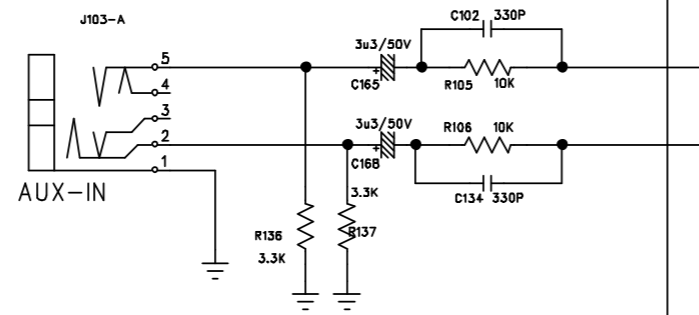 J103-A
C102 330P
3u3/50V
5
C165
R105 10K
4
3
3u3/50V
R106 10K
2
C168
1
AUX-IN
3.3K
C134 330P
R136
R137
3.3K